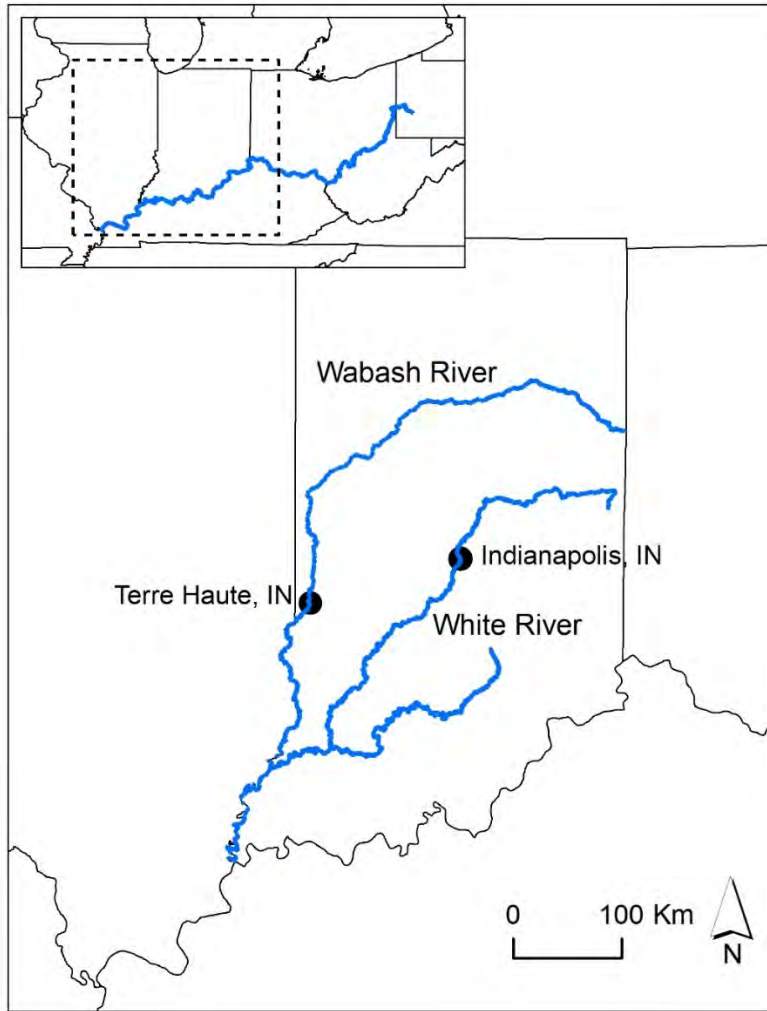 Wabash River
Indianapolis, IN
Terre Haute, IN
White River
0 100 Km
N